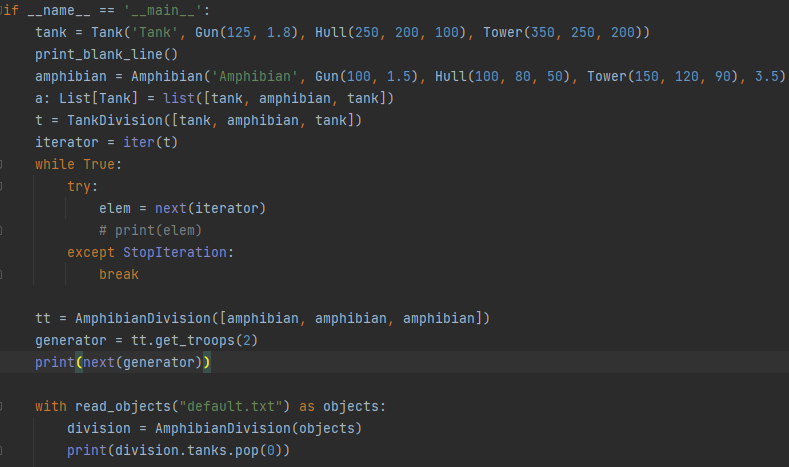 if __name__ == '__main__':
    tank = Tank('Tank', Gun(125, 1.8), Hull(250, 200, 100), Tower(350, 250, 200))
    print_blank_line()
    amphibian = Amphibian('Amphibian', Gun(100, 1.5), Hull(100, 80, 50), Tower(150, 120, 90), 3.5)
    a: List[Tank] = list([tank, amphibian, tank])
    t = TankDivision([tank, amphibian, tank])
    iterator = iter(t)
    while True:
        try:
            elem = next(iterator)
            # print(elem)
        except StopIteration:
            break

    tt = AmphibianDivision([amphibian, amphibian, amphibian])
    generator = tt.get_troops(2)
    print(next(generator))

    with read_objects("default.txt") as objects:
        division = AmphibianDivision(objects)
        print(division.tanks.pop(0))